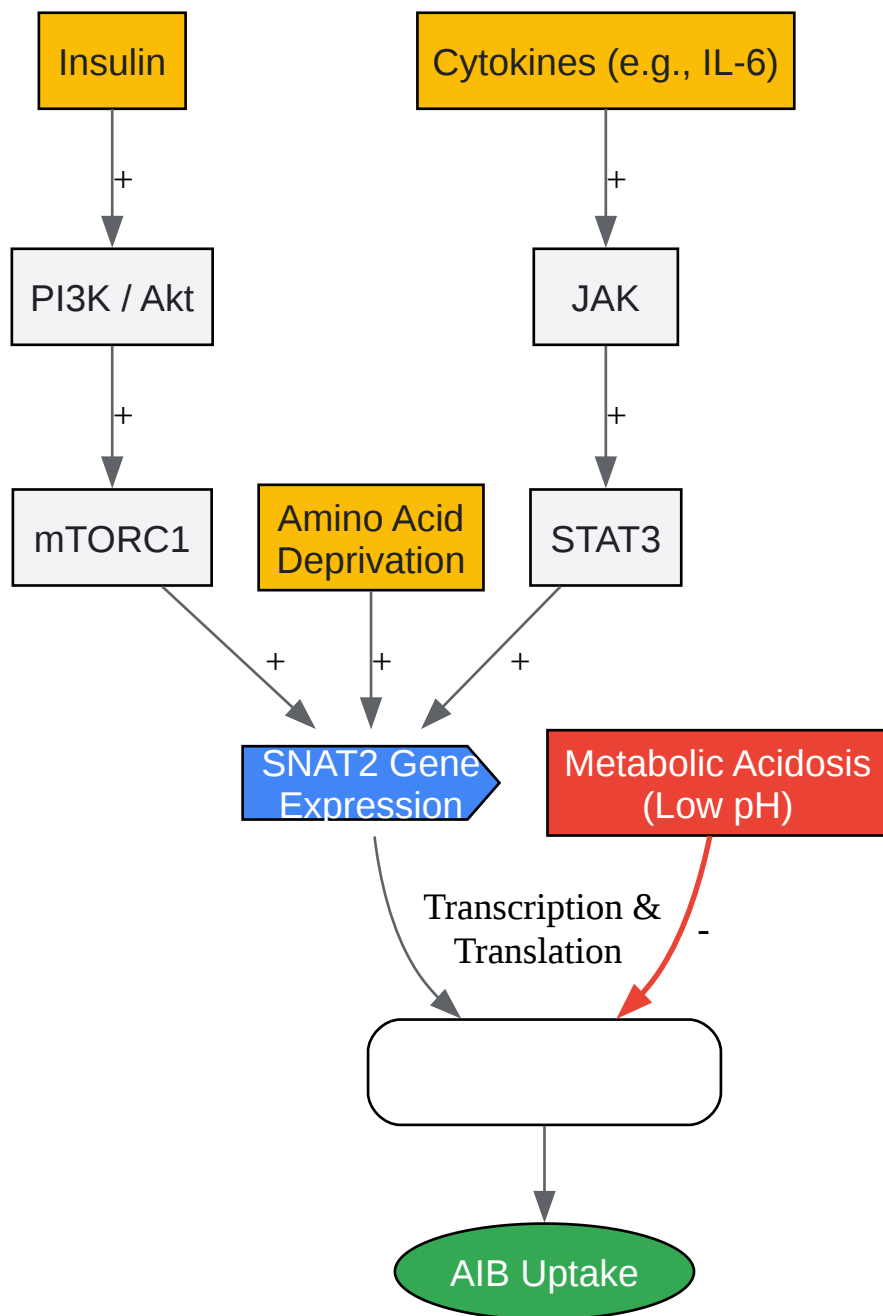 Insulin
Cytokines (e.g., IL-6)
+
+
PI3K / Akt
JAK
+
+
mTORC1
Amino Acid
Deprivation
STAT3
+
+
+
SNAT2 Gene
Expression
Metabolic Acidosis
(Low pH)
Transcription &
Translation
-
AIB Uptake